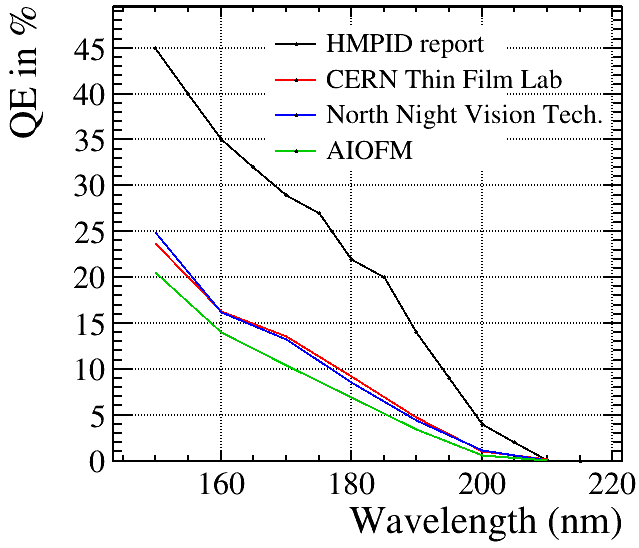 QE in %
45
40
35
30
25
20
15
10
5
0
HMPID report
CERN Thin Film Lab
North Night Vision Tech.
AIOFM
160 180 200 220
Wavelength (nm)